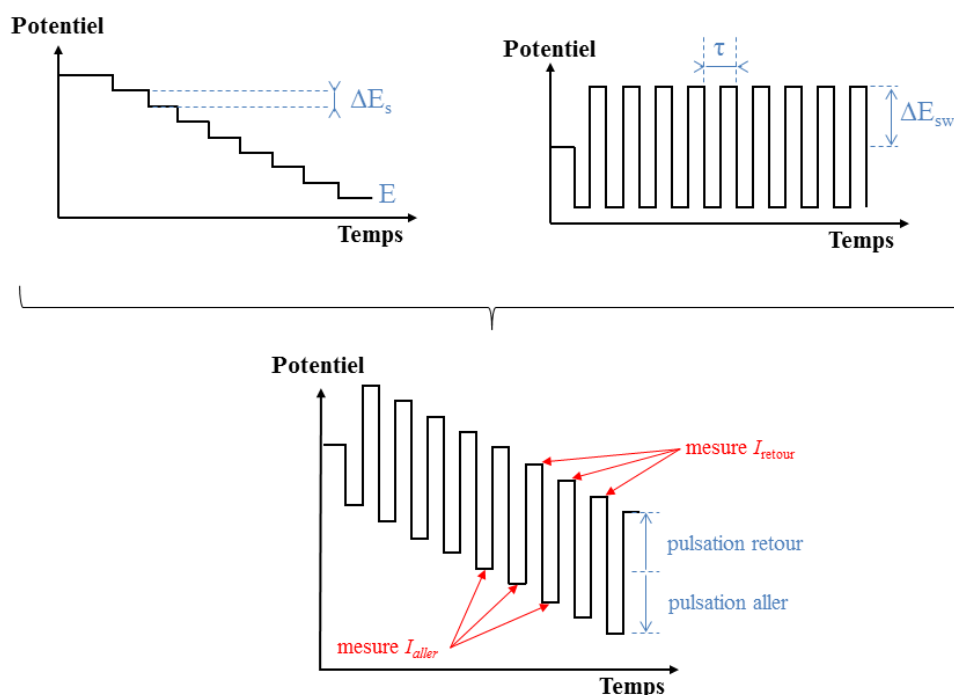 Potentiel
ΔEs
E
Temps
Potentiel
τ
ΔEsw
Temps
Potentiel
mesure Iretour
pulsation retour
pulsation aller
mesure Ialler
Temps